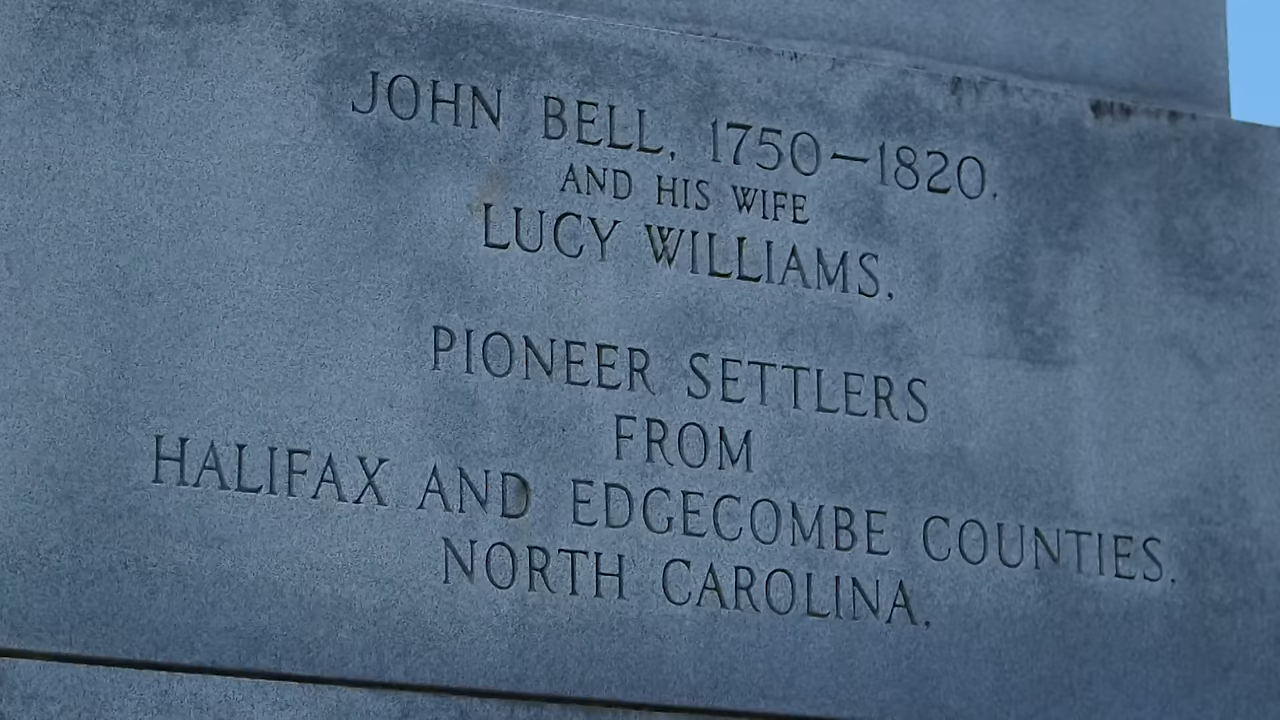 JOHN BELL, 1750–1820.
AND HIS WIFE
LUCY WILLIAMS.
PIONEER SETTLERS
FROM
HALIFAX AND EDGECOMBE COUNTIES.
NORTH CAROLINA.